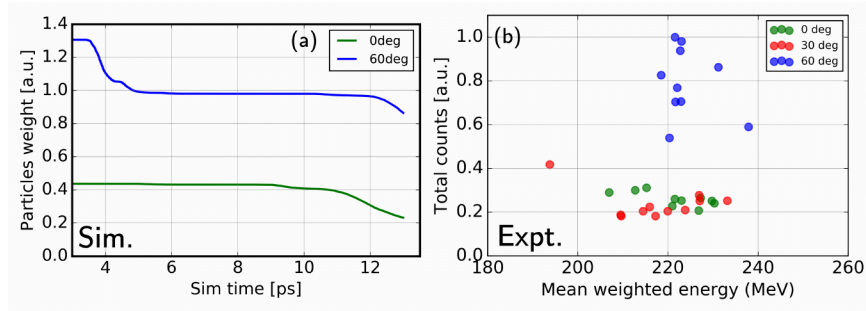 (a)
0deg
60deg
1.4
1.2
1.0
0.8
0.6
0.4
0.2
0.0
Particles weight [a.u.]
Sim.
4
6
8
10
12
Sim time [ps]
(b)
0 deg
30 deg
60 deg
1.0
0.8
0.6
0.4
0.2
0.0
Total counts [a.u.]
Expt.
180
200
220
240
260
Mean weighted energy (MeV)